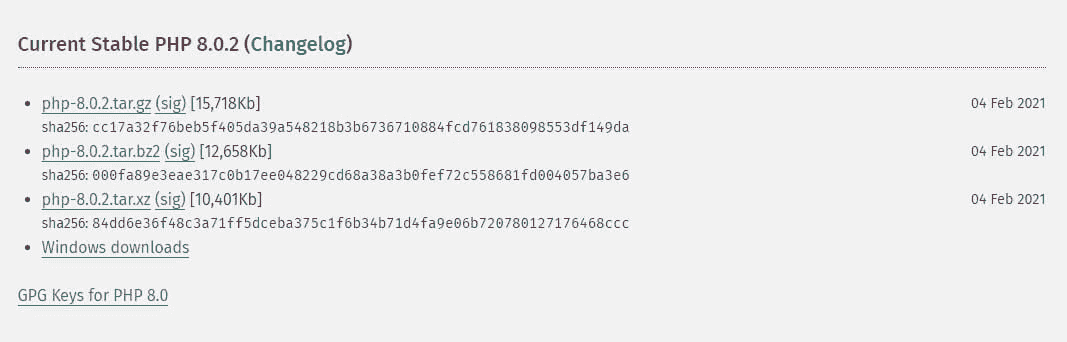 Current Stable PHP 8.0.2 (Changelog)
php-8.0.2.tar.gz (sig) [15,718Kb] 04 Feb 2021
sha256: cc17a32f76beb5f405da39a548218b3b6736710884fcd761838098553df149da
php-8.0.2.tar.bz2 (sig) [12,658Kb] 04 Feb 2021
sha256: 000fa89e3eae317c0b17ee048229cd68a38a3b0fef72c558681fd004057ba3e6
php-8.0.2.tar.xz (sig) [10,401Kb] 04 Feb 2021
sha256: 84dd6e36f48c3a71ff5dceba375c1f6b34b71d4fa9e06b720780127176468ccc
Windows downloads
GPG Keys for PHP 8.0